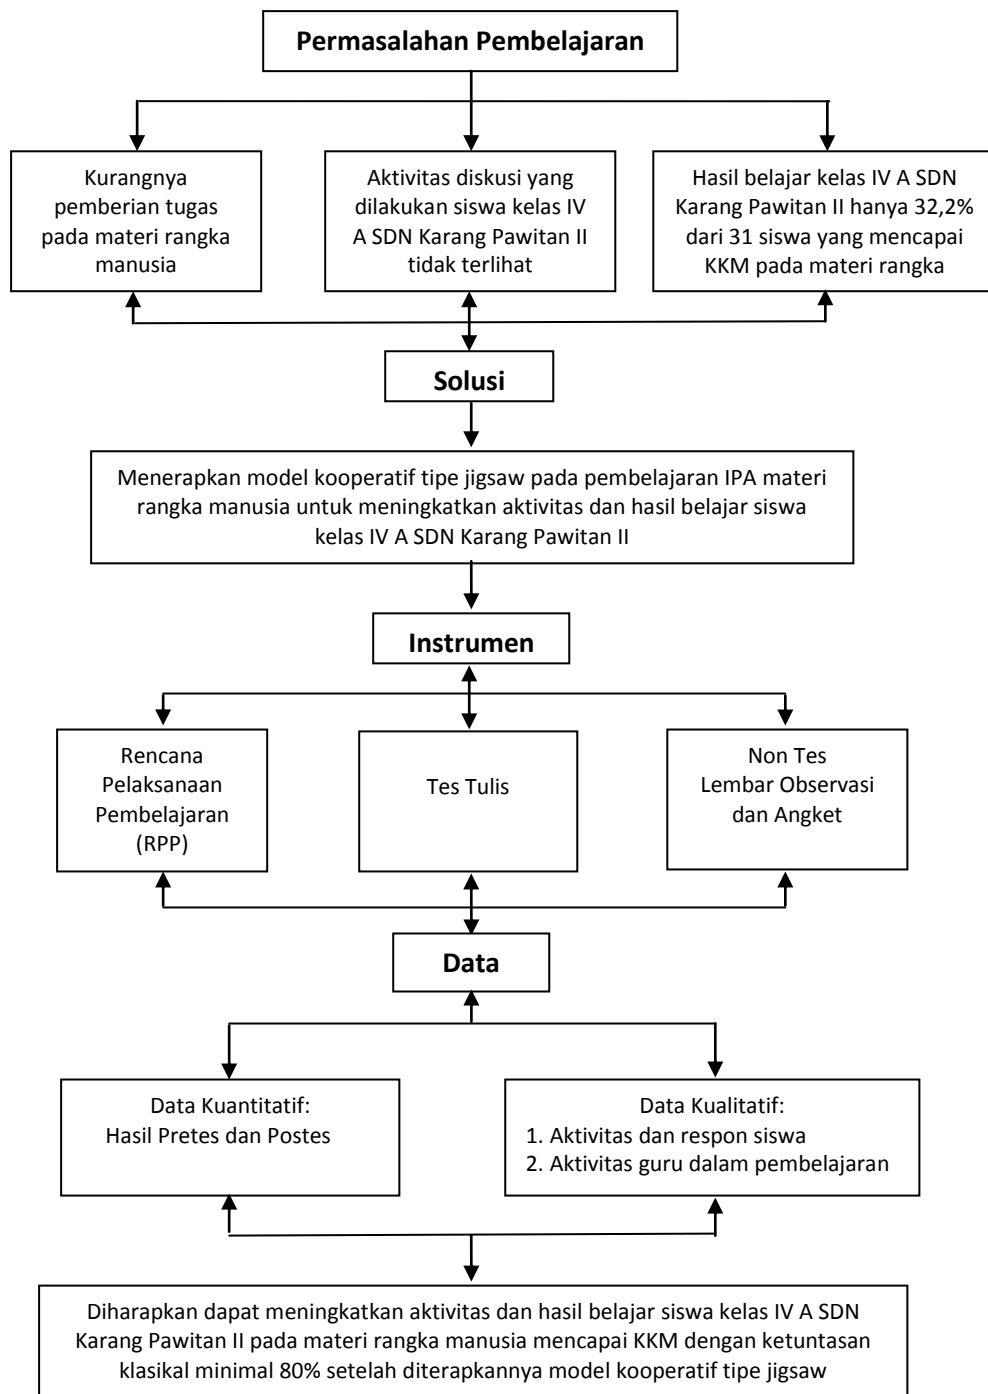 Permasalahan Pembelajaran
Kurangnya
pemberian tugas
pada materi rangka
manusia
Aktivitas diskusi yang
dilakukan siswa kelas IV
A SDN Karang Pawitan II
tidak terlihat
Hasil belajar kelas IV A SDN
Karang Pawitan II hanya 32,2%
dari 31 siswa yang mencapai
KKM pada materi rangka
Solusi
Menerapkan model kooperatif tipe jigsaw pada pembelajaran IPA materi
rangka manusia untuk meningkatkan aktivitas dan hasil belajar siswa
kelas IV A SDN Karang Pawitan II
Instrumen
Rencana
Pelaksanaan
Pembelajaran
(RPP)
Tes Tulis
Non Tes
Lembar Observasi
dan Angket
Data
Data Kuantitatif:
Hasil Pretes dan Postes
Data Kualitatif:
1. Aktivitas dan respon siswa
2. Aktivitas guru dalam pembelajaran
Diharapkan dapat meningkatkan aktivitas dan hasil belajar siswa kelas IV A SDN
Karang Pawitan II pada materi rangka manusia mencapai KKM dengan ketuntasan
klasikal minimal 80% setelah diterapkannya model kooperatif tipe jigsaw